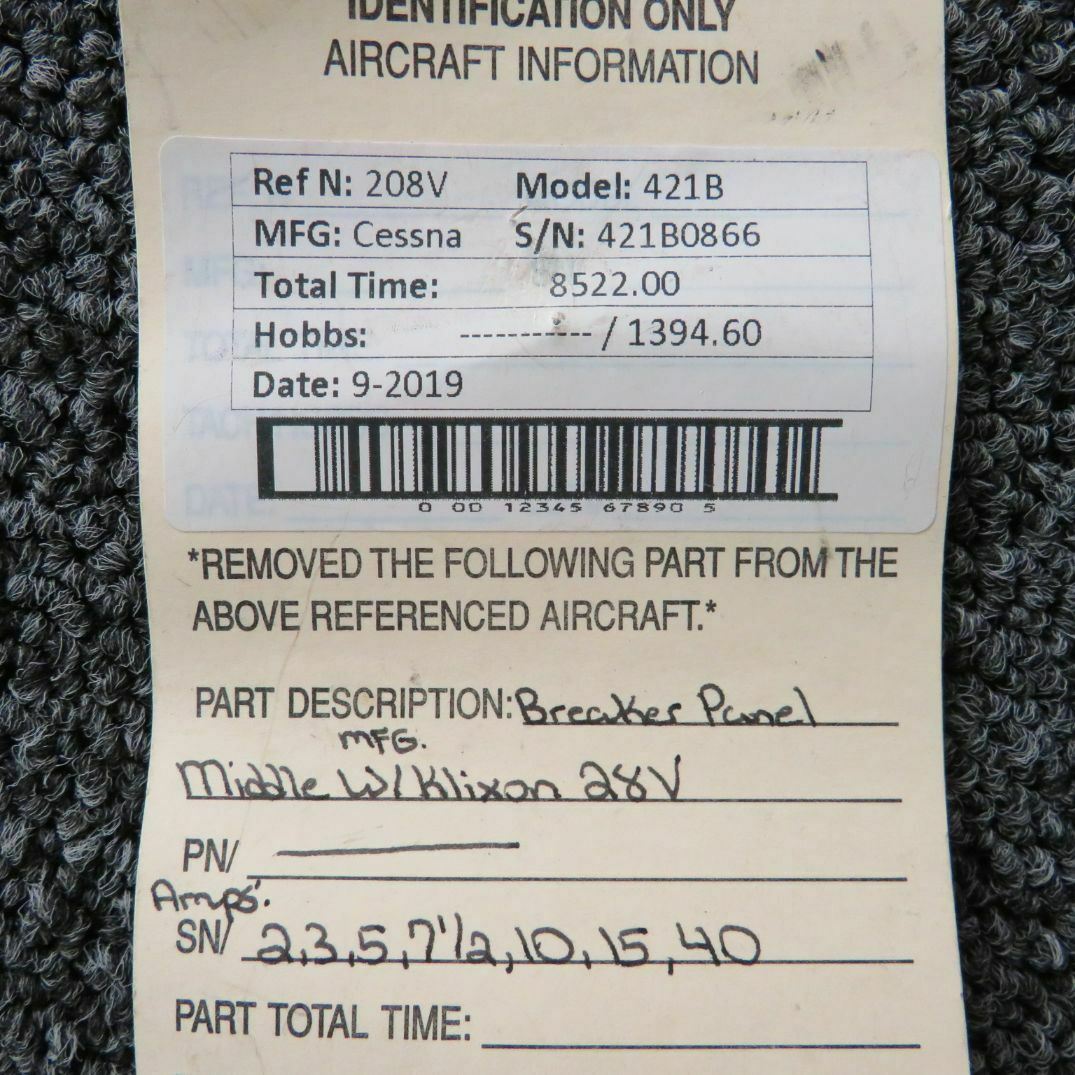 IDENTIFICATION ONLY
AIRCRAFT INFORMATION
Ref N: 208V Model: 421B
MFG: Cessna S/N: 421B0866
Total Time: 8522.00
Hobbs: ------------ / 1394.60
Date: 9-2019
0 00 12345 67890 5
*REMOVED THE FOLLOWING PART FROM THE
ABOVE REFERENCED AIRCRAFT.*
PART DESCRIPTION: Breaker Panel
MFG.
Middle W/ Klixon 28V
PN/
Amps:
SN/ 2,3,5,7 1/2,10,15,40
PART TOTAL TIME: